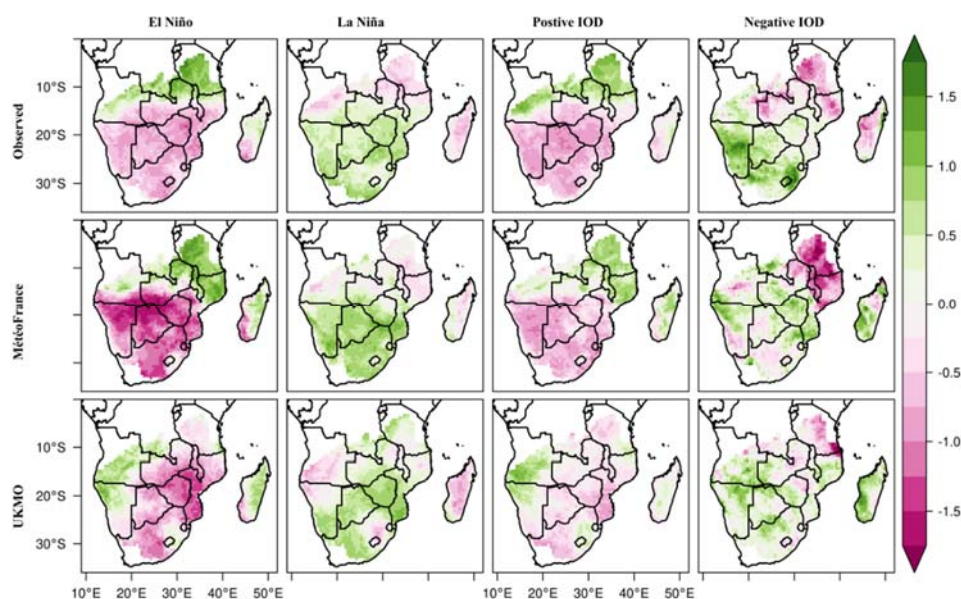 El Niño La Niña Postive IOD Negative IOD
Observed
10°S
20°S
30°S
MétéoFrance
UKMO
10°S
20°S
30°S
10°E 20°E 30°E 40°E 50°E
10°E 20°E 30°E 40°E 50°E
1.5
1.0
0.5
0.0
-0.5
-1.0
-1.5